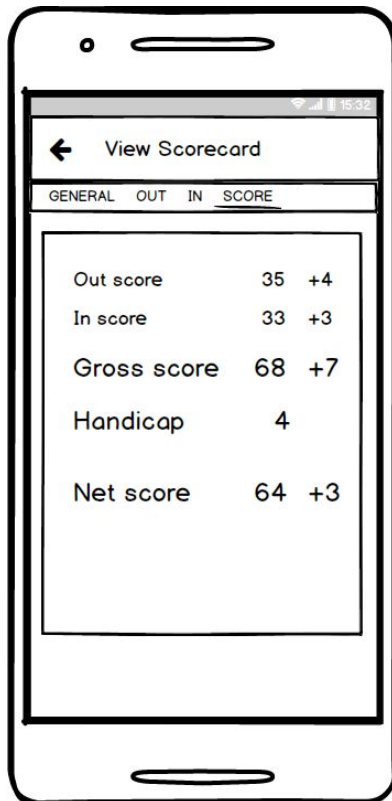 15:32
View Scorecard
GENERAL OUT IN SCORE
Out score 35 +4
In score 33 +3
Gross score 68 +7
Handicap 4
Net score 64 +3